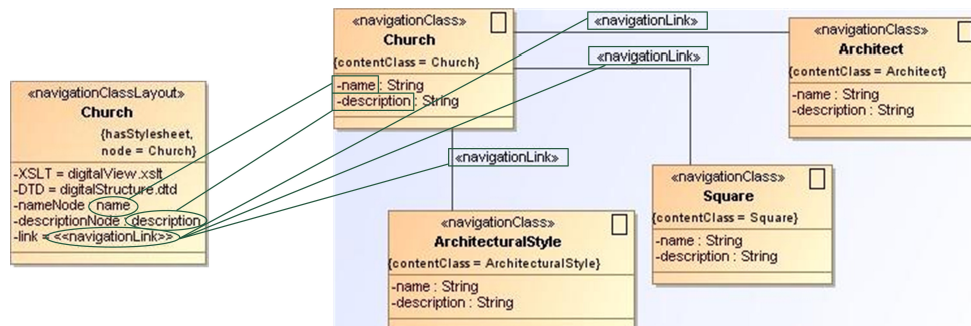 «navigationClassLayout»
Church
{hasStylesheet,
node = Church}
-XSLT = digitalView.xslt
-DTD = digitalStructure.dtd
-nameNode name
-descriptionNode : description
-link = <<navigationLink>>
«navigationClass»
Church
{contentClass = Church}
-name : String
-description : String
«navigationLink»
«navigationLink»
«navigationLink»
«navigationClass»
Architect
{contentClass = Architect}
-name : String
-description : String
«navigationClass»
Square
{contentClass = Square}
-name : String
-description : String
«navigationClass»
ArchitecturalStyle
{contentClass = ArchitecturalStyle}
-name : String
-description : String